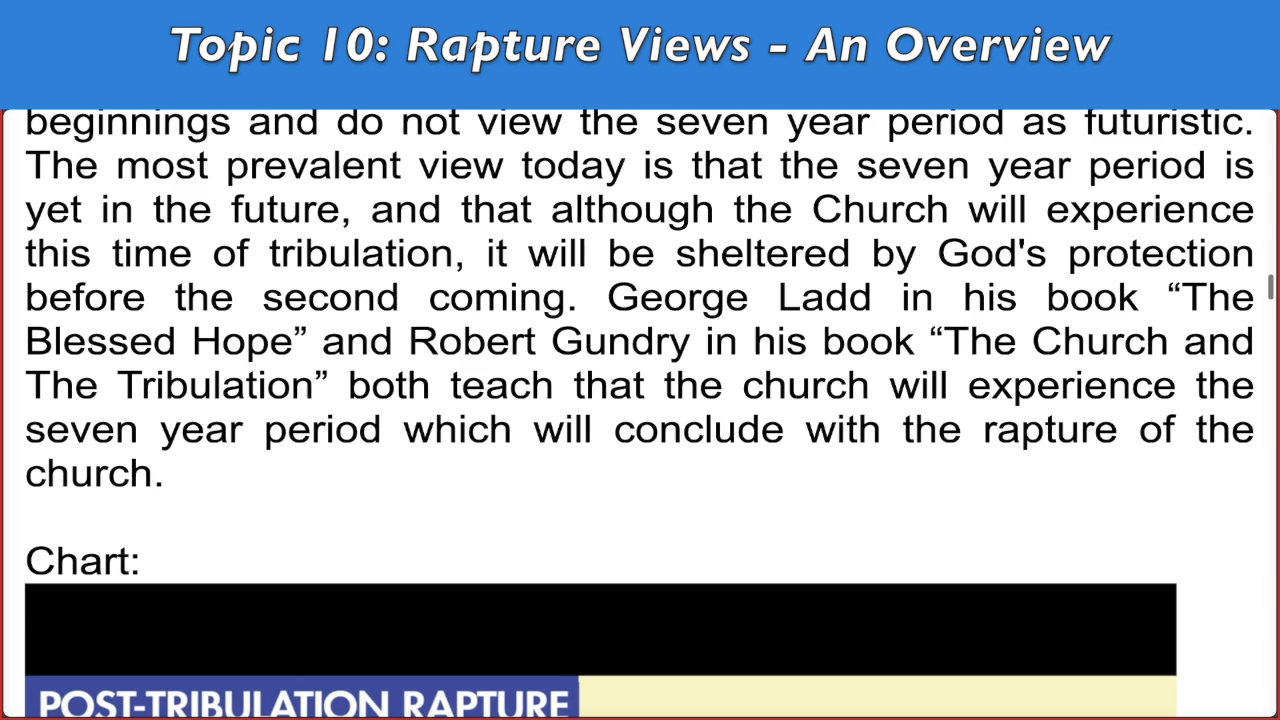 Topic 10: Rapture Views - An Overview
beginnings and do not view the seven year period as futuristic.
The most prevalent view today is that the seven year period is
yet in the future, and that although the Church will experience
this time of tribulation, it will be sheltered by God's protection
before the second coming. George Ladd in his book “The
Blessed Hope” and Robert Gundry in his book “The Church and
The Tribulation” both teach that the church will experience the
seven year period which will conclude with the rapture of the
church.
Chart:
POST-TRIBULATION RAPTURE